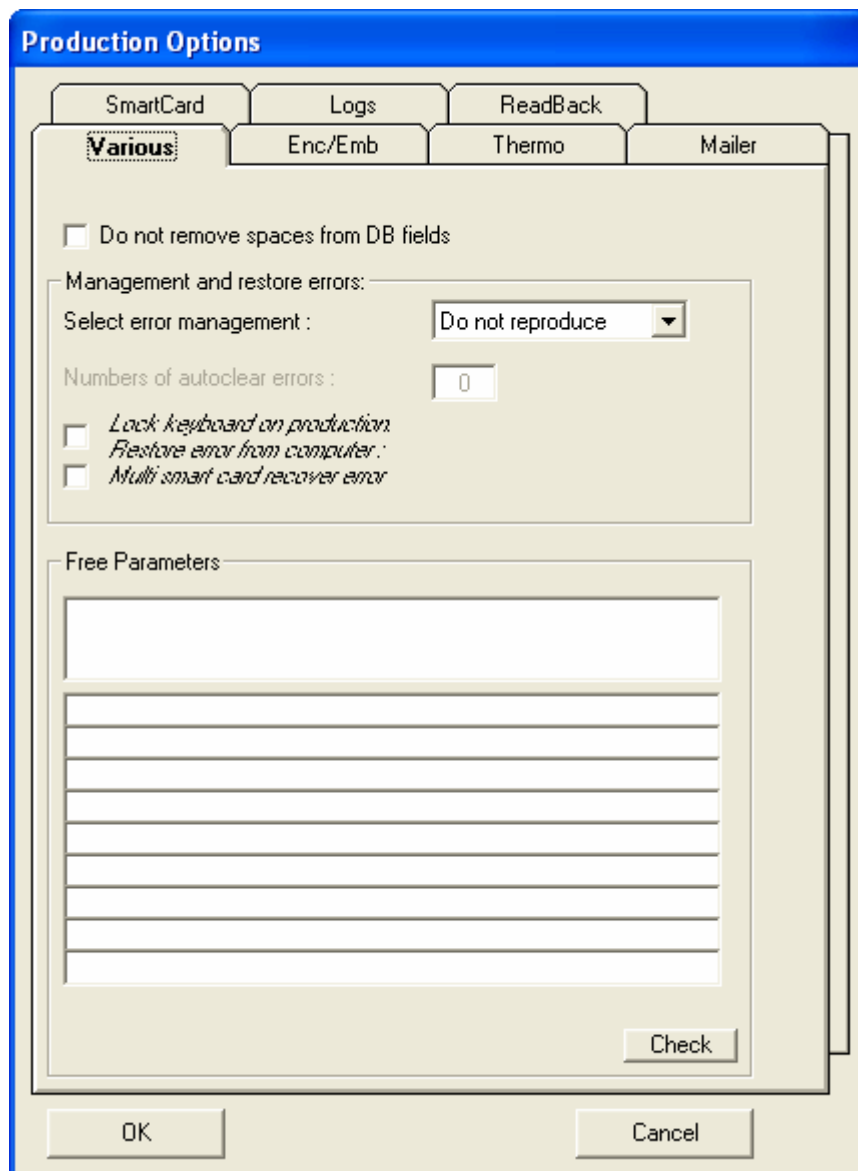 Production Options
SmartCard Logs ReadBack
Various Enc/Emb Thermo Mailer
Do not remove spaces from DB fields
Management and restore errors:
Select error management : Do not reproduce
Numbers of autoclear errors : 0
Lock keyboard on production
Restore error from computer :
Multi smart card recover error
Free Parameters
Check
OK Cancel